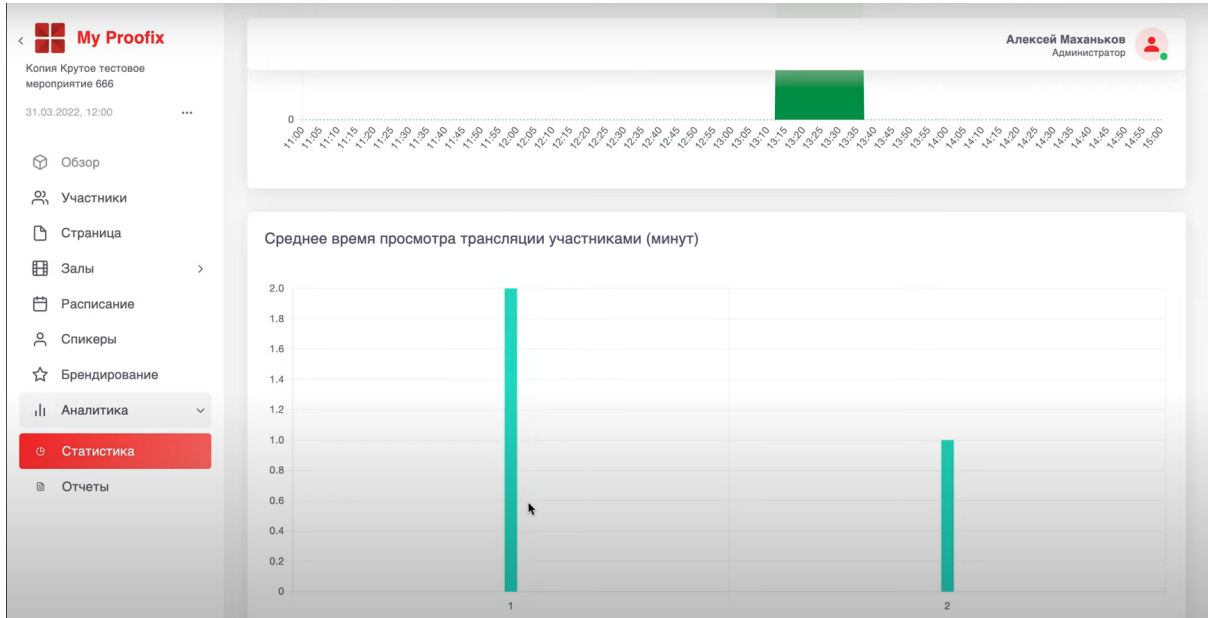 My Proofix
Копия Крутое тестовое
мероприятие 666
31.03.2022, 12:00
Обзор
Участники
Страница
Залы
Расписание
Спикеры
Брендирование
Аналитика
Статистика
Отчеты
Алексей Маханьков
Администратор
0
11:00 11:05 11:10 11:15 11:20 11:25 11:30 11:35 11:40 11:45 11:50 11:55 12:00 12:05 12:10 12:15 12:20 12:25 12:30 12:35 12:40 12:45 12:50 12:55 13:00 13:05 13:10 13:15 13:20 13:25 13:30 13:35 13:40 13:45 13:50 13:55 14:00 14:05 14:10 14:15 14:20 14:25 14:30 14:35 14:40 14:45 14:50 14:55 15:00
Среднее время просмотра трансляции участниками (минут)
2.0
1.8
1.6
1.4
1.2
1.0
0.8
0.6
0.4
0.2
0
1 2